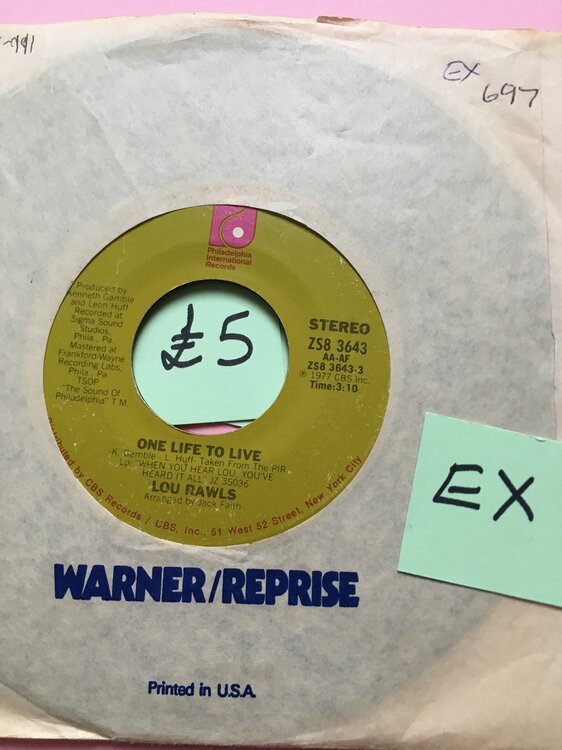 EX
697
Philadelphia
International
Records
Produced by
Kenneth Gamble
and Leon Huff
Recorded at
Sigma Sound
Studios,
Phila., Pa
Mastered at
Frankford Wayne
Recording Labs,
Phila., Pa.
TSOP
"The Sound Of
Philadelphia" T.M.
£5
STEREO
ZS8 3643
AA-AF
ZS8 3643-3
℗ 1977 CBS Inc.
Time: 3:10
ONE LIFE TO LIVE
K. Gamble - L. Huff- Taken From The PIR
Lp: "WHEN YOU HEAR LOU, YOU'VE
HEARD IT ALL" JZ 35036
LOU RAWLS
Arranged by Jack Faith
Distributed by CBS Records / CBS, Inc., 51 West 52 Street, New York City
EX
WARNER/REPRISE
Printed in U.S.A.